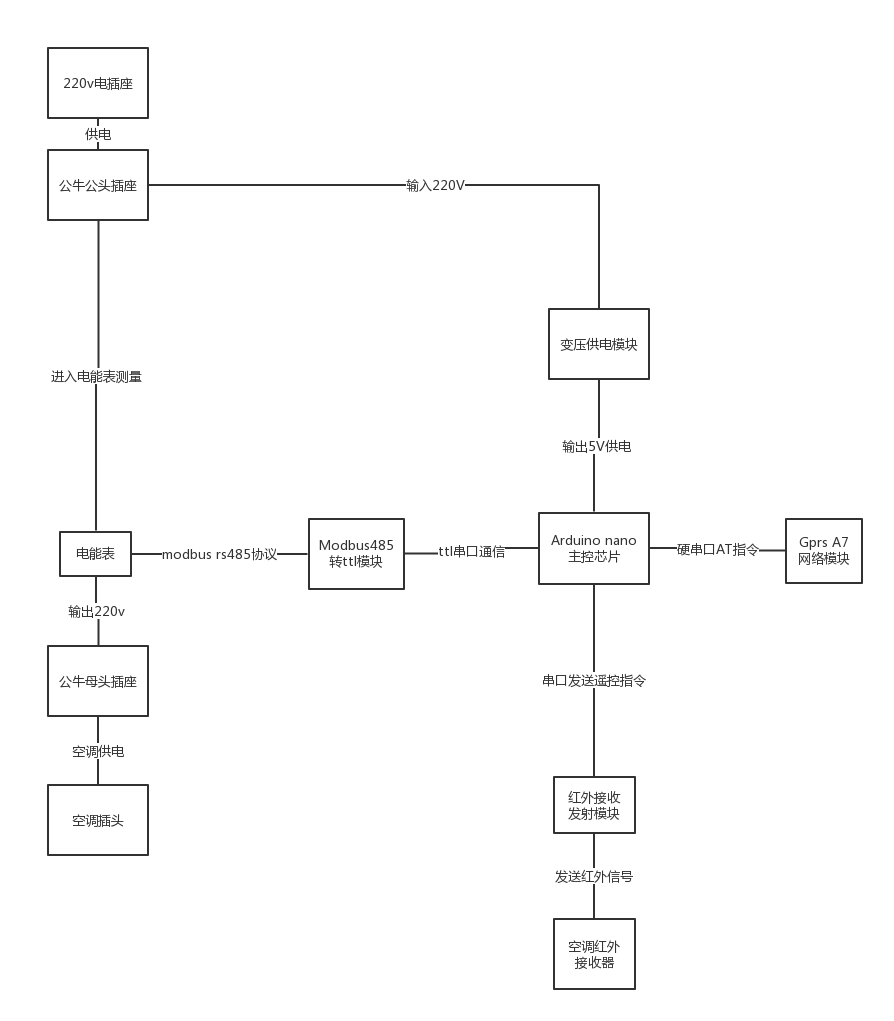 220v电插座
供电
公牛公头插座
输入220V
变压供电模块
进入电能表测量
输出5V供电
电能表
modbus rs485协议
Modbus485
转ttl模块
ttl串口通信
Arduino nano
主控芯片
硬串口AT指令
Gprs A7
网络模块
输出220v
公牛母头插座
串口发送遥控指令
空调供电
空调插头
红外接收
发射模块
发送红外信号
空调红外
接收器